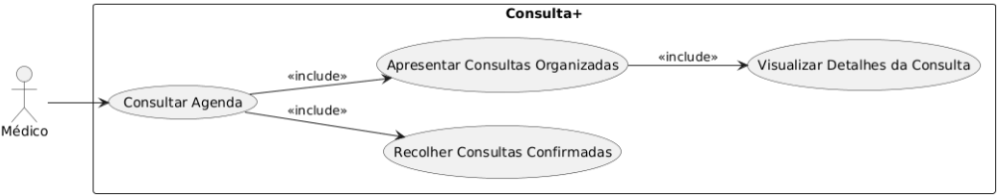 Consulta+
Médico
Consultar Agenda
«include»
«include»
Apresentar Consultas Organizadas
Recolher Consultas Confirmadas
«include»
Visualizar Detalhes da Consulta